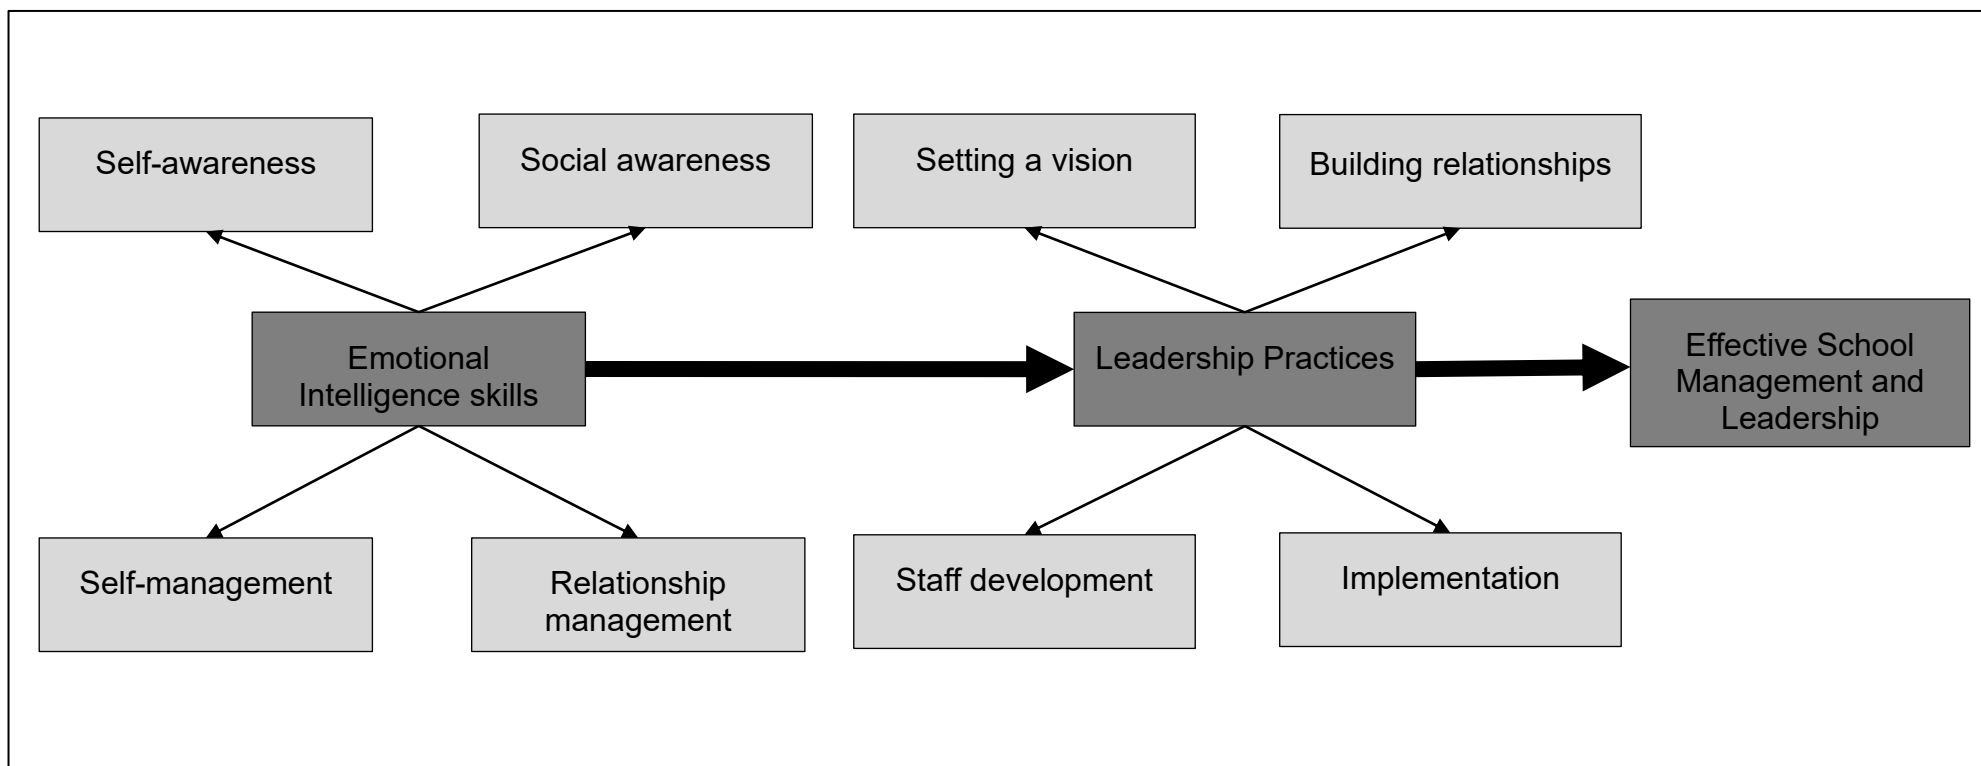 Self-awareness
Social awareness
Setting a vision
Building relationships
Emotional
Intelligence skills
Leadership Practices
Effective School
Management and
Leadership
Self-management
Relationship
management
Staff development
Implementation